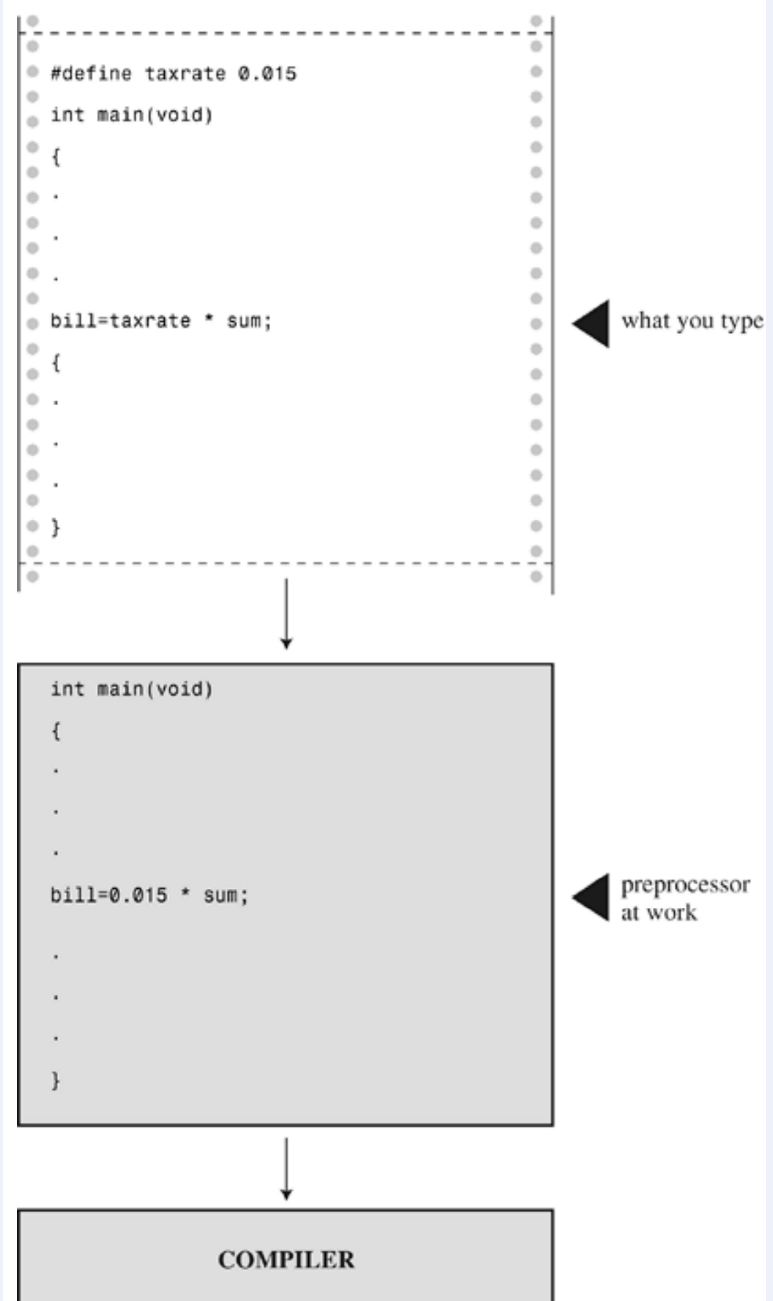 #define taxrate 0.015
int main(void)
{
.
.
.
bill=taxrate * sum;
what you type
{
.
.
.
}
int main(void)
{
.
.
.
bill=0.015 * sum;
preprocessor
at work
.
.
.
}
COMPILER